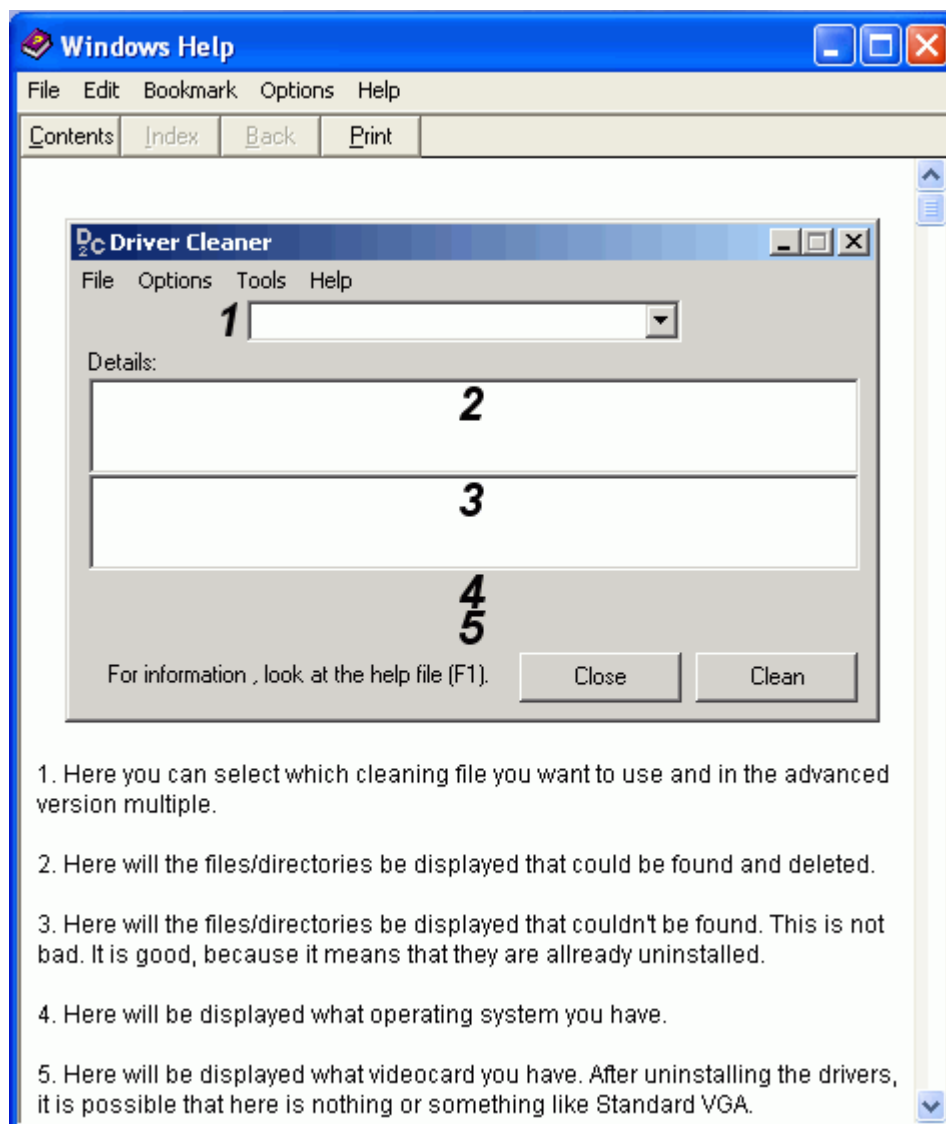 Windows Help
File Edit Bookmark Options Help
Contents Index Back Print
D2C Driver Cleaner
File Options Tools Help
1
Details:
2
3
4
5
For information , look at the help file (F1). Close Clean
1. Here you can select which cleaning file you want to use and in the advanced
version multiple.
2. Here will the files/directories be displayed that could be found and deleted.
3. Here will the files/directories be displayed that couldn't be found. This is not
bad. It is good, because it means that they are allready uninstalled.
4. Here will be displayed what operating system you have.
5. Here will be displayed what videocard you have. After uninstalling the drivers,
it is possible that here is nothing or something like Standard VGA.